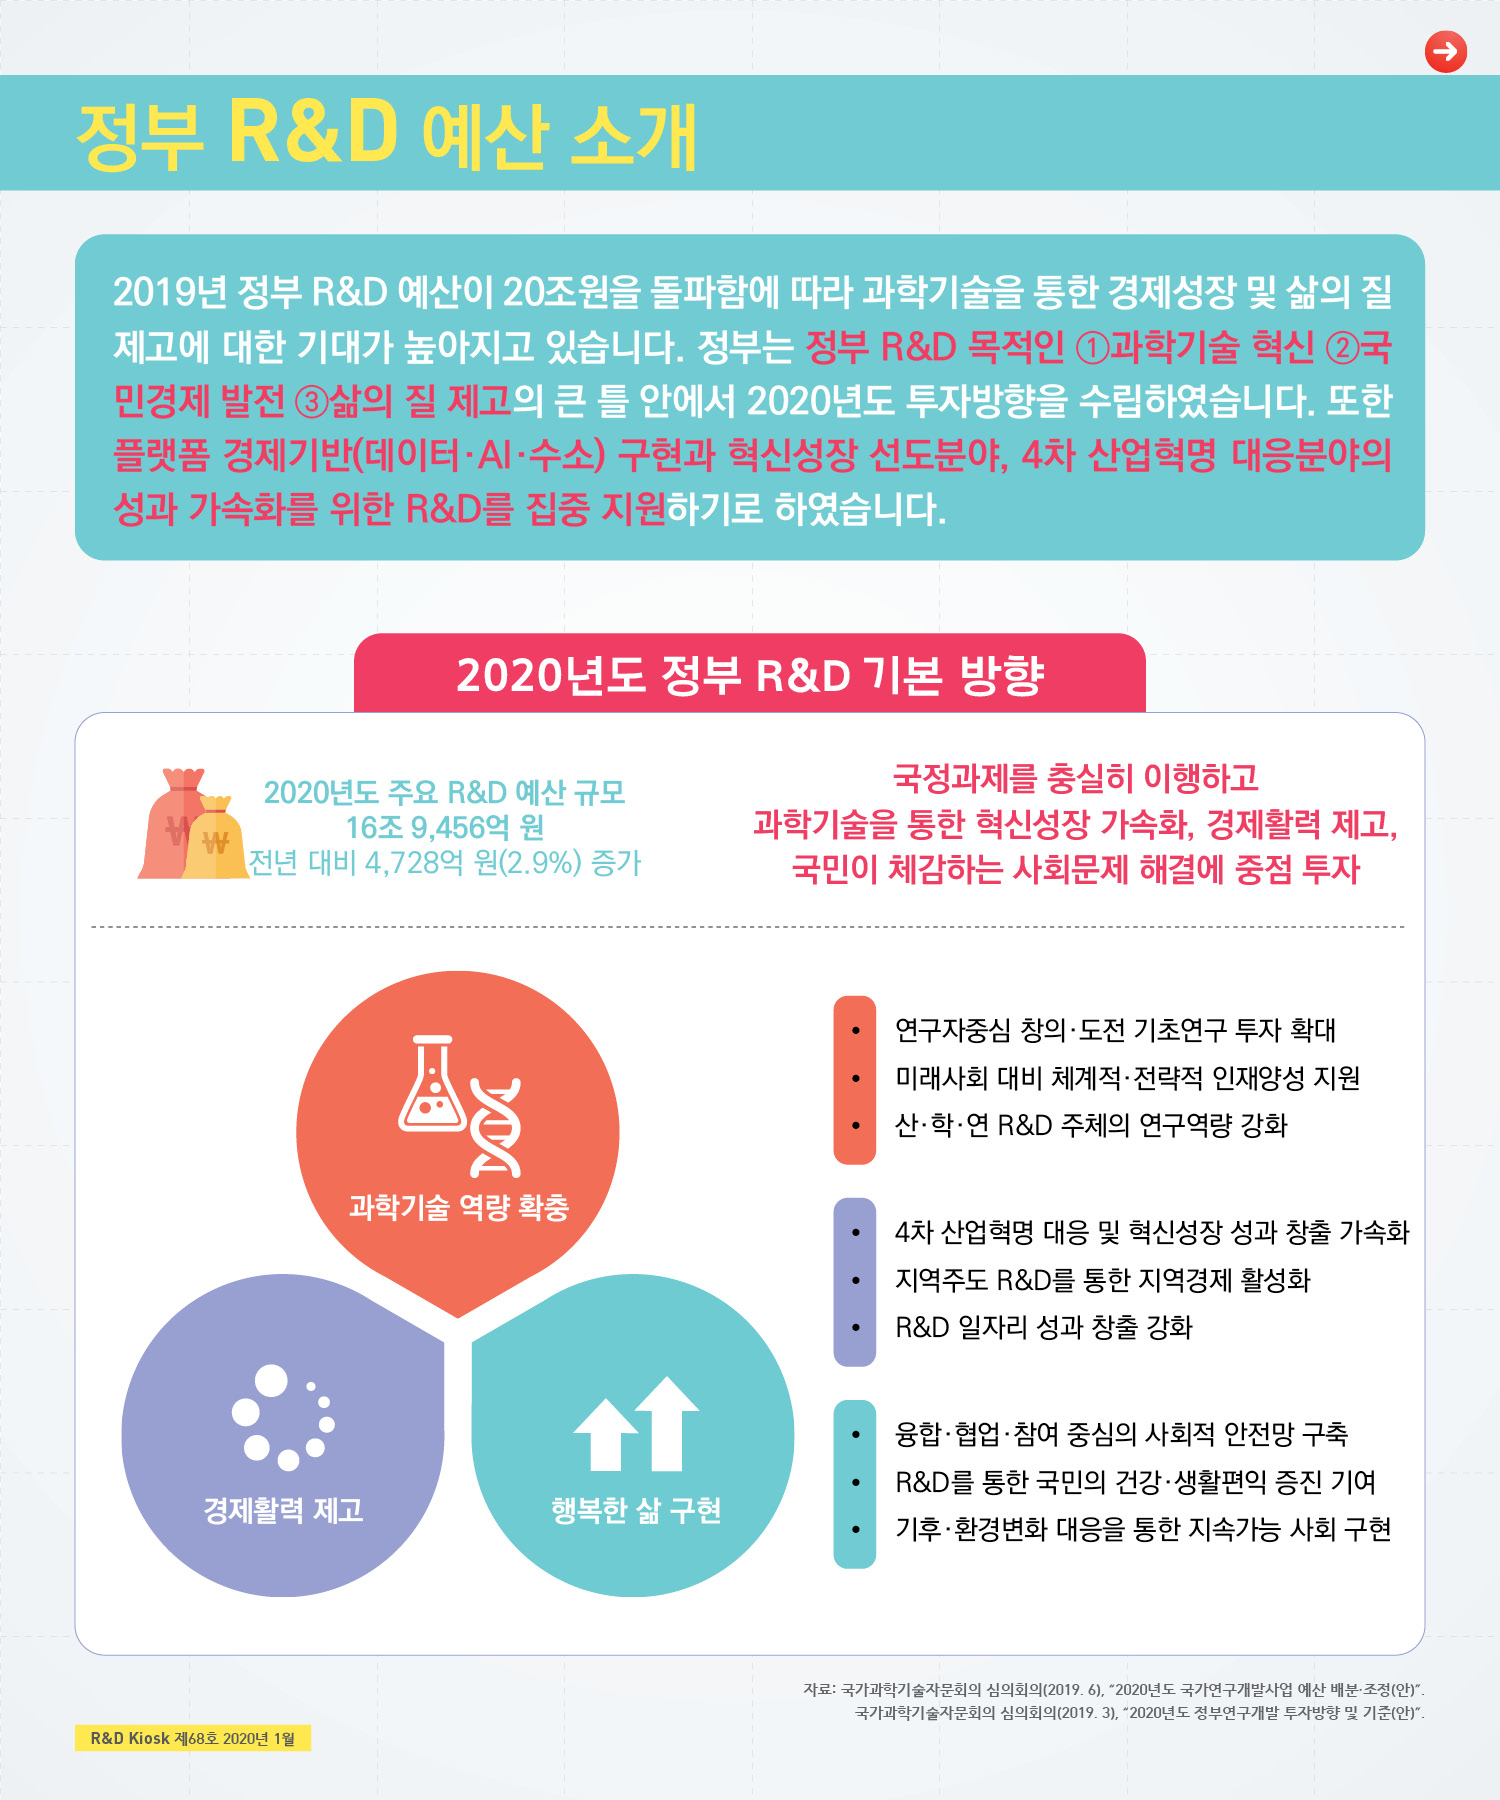 정부 R&D 예산 소개
2019년 정부 R&D 예산이 20조원을 돌파함에 따라 과학기술을 통한 경제성장 및 삶의 질
제고에 대한 기대가 높아지고 있습니다. 정부는 정부 R&D 목적인 ①과학기술 혁신 ②국
민경제 발전 ③삶의 질 제고의 큰 틀 안에서 2020년도 투자방향을 수립하였습니다. 또한
플랫폼 경제기반(데이터·AI·수소) 구현과 혁신성장 선도분야, 4차 산업혁명 대응분야의
성과 가속화를 위한 R&D를 집중 지원하기로 하였습니다.
2020년도 정부 R&D 기본 방향
2020년도 주요 R&D 예산 규모
16조 9,456억 원
전년 대비 4,728억 원(2.9%) 증가
국정과제를 충실히 이행하고
과학기술을 통한 혁신성장 가속화, 경제활력 제고,
국민이 체감하는 사회문제 해결에 중점 투자
₩
₩
과학기술 역량 확충
경제활력 제고
행복한 삶 구현
• 연구자중심 창의·도전 기초연구 투자 확대
• 미래사회 대비 체계적·전략적 인재양성 지원
• 산·학·연 R&D 주체의 연구역량 강화
• 4차 산업혁명 대응 및 혁신성장 성과 창출 가속화
• 지역주도 R&D를 통한 지역경제 활성화
• R&D 일자리 성과 창출 강화
• 융합·협업·참여 중심의 사회적 안전망 구축
• R&D를 통한 국민의 건강·생활편익 증진 기여
• 기후·환경변화 대응을 통한 지속가능 사회 구현
자료: 국가과학기술자문회의 심의회의(2019. 6), “2020년도 국가연구개발사업 예산 배분·조정(안)”.
국가과학기술자문회의 심의회의(2019. 3), “2020년도 정부연구개발 투자방향 및 기준(안)”.
R&D Kiosk 제68호 2020년 1월